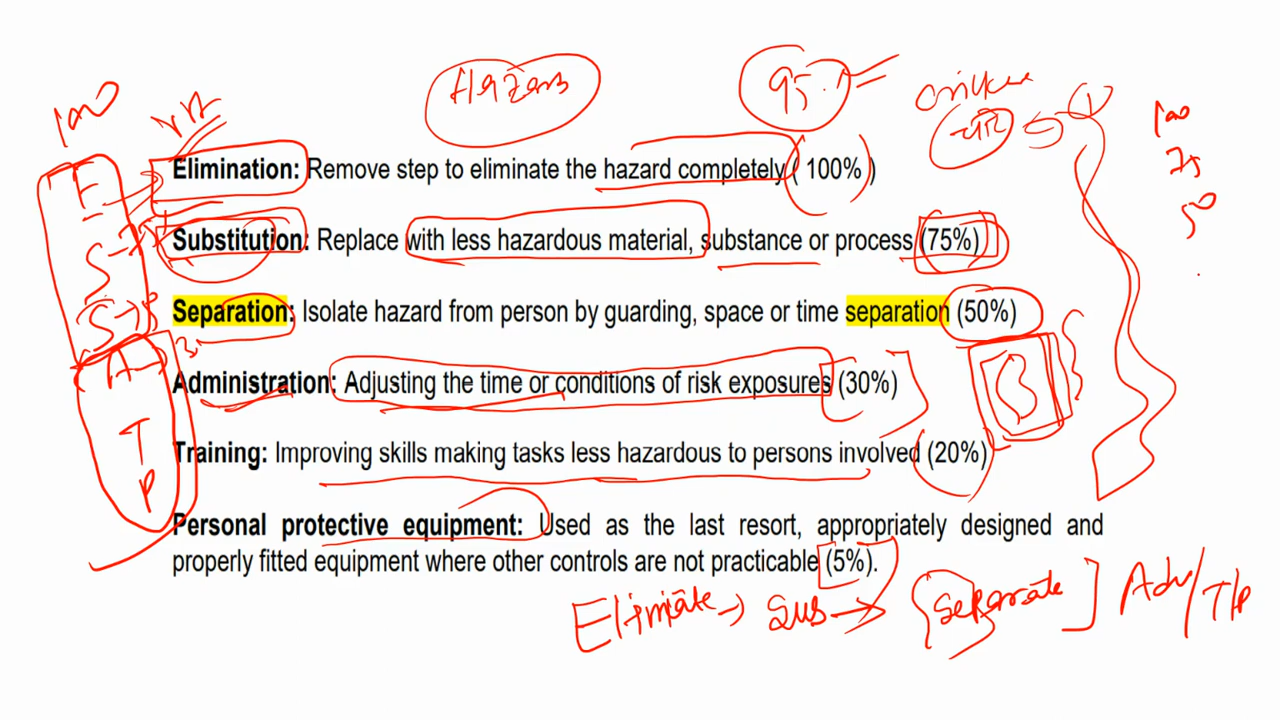 100
Hazard
95%
100
75
50
E
S
S
A
T
P
Elimination: Remove step to eliminate the hazard completely ( 100% )
Substitution: Replace with less hazardous material, substance or process (75%)
Separation: Isolate hazard from person by guarding, space or time separation (50%)
Administration: Adjusting the time or conditions of risk exposures (30%)
Training: Improving skills making tasks less hazardous to persons involved (20%)
Personal protective equipment: Used as the last resort, appropriately designed and
properly fitted equipment where other controls are not practicable (5%).
Eliminate → Sub → [Separate] Adm/T/P